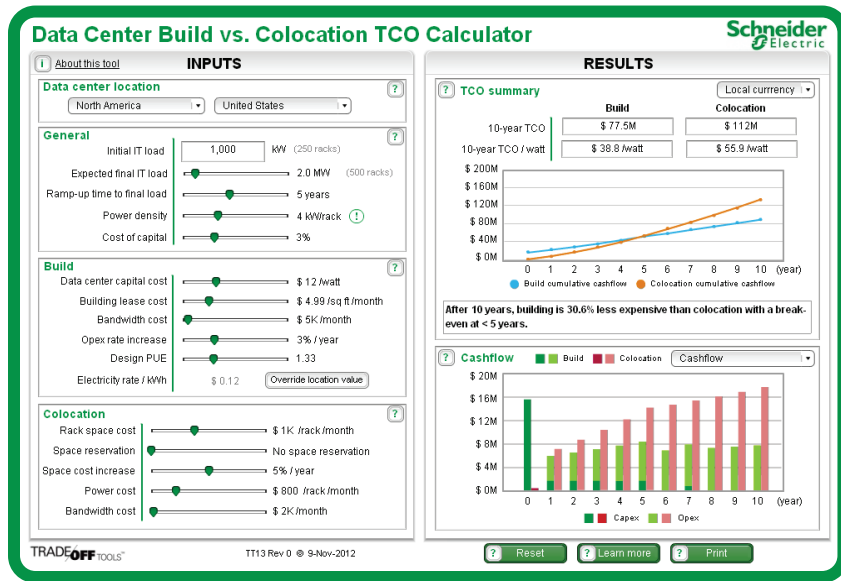 Data Center Build vs. Colocation TCO Calculator
Schneider
Electric
i About this tool INPUTS
Data center location ?
North America United States
General ?
Initial IT load 1,000 kW (250 racks)
Expected final IT load 2.0 MW (500 racks)
Ramp-up time to final load 5 years
Power density 4 kW/rack !
Cost of capital 3%
Build ?
Data center capital cost $ 12 /watt
Building lease cost $ 4.99 /sq ft/month
Bandwidth cost $ 5K /month
Opex rate increase 3% / year
Design PUE 1.33
Electricity rate / kWh $ 0.12 Override location value
Colocation ?
Rack space cost $ 1K /rack /month
Space reservation No space reservation
Space cost increase 5% / year
Power cost $ 800 /rack /month
Bandwidth cost $ 2K / month
RESULTS
? TCO summary Local currrency
Build Colocation
10-year TCO $ 77.5M $ 112M
10-year TCO / watt $ 38.8 /watt $ 55.9 /watt
$ 200M
$ 160M
$ 120M
$ 80M
$ 40M
$ 0M
0 1 2 3 4 5 6 7 8 9 10 (year)
Build cumulative cashflow Colocation cumulative cashflow
After 10 years, building is 30.6% less expensive than colocation with a break-
even at < 5 years.
? Cashflow Build Colocation Cashflow
$ 20M
$ 16M
$ 12M
$ 8M
$ 4M
$ 0M
0 1 2 3 4 5 6 7 8 9 10 (year)
Capex Opex
TRADE OFF TOOLS™ TT13 Rev 0 © 9-Nov-2012 ? Reset ? Learn more ? Print